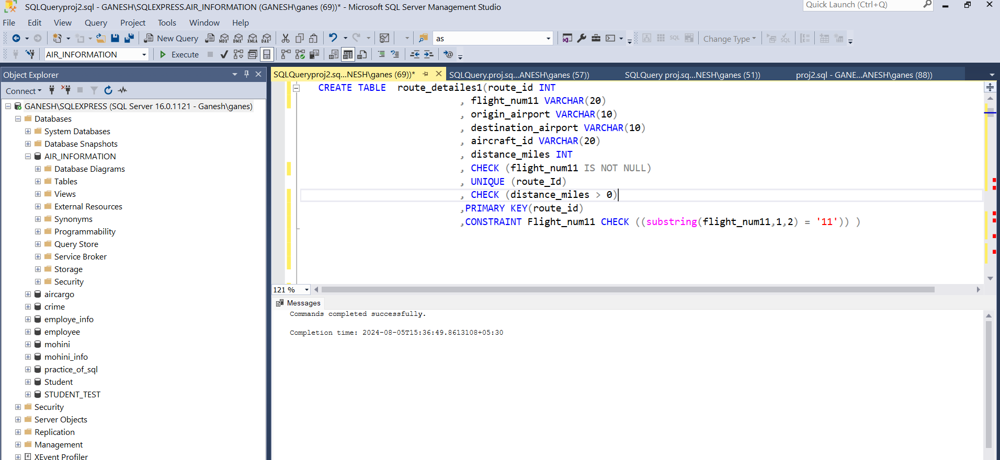 SQLQueryproj2.sql - GANESH\SQLEXPRESS.AIR_INFORMATION (GANESH\ganes (69))* - Microsoft SQL Server Management Studio
Quick Launch (Ctrl+Q)
File Edit View Query Project Tools Window Help
New Query MDX DMX XMLA DAX as SQL Change Type SQL
AIR_INFORMATION Execute
Object Explorer
SQLQueryproj2.sq...NESH\ganes (69))* SQLQuery.proj.sq...ANESH\ganes (57)) SQLQuery proj.sq...NESH\ganes (51)) proj2.sql - GANE...ANESH\ganes (88))
Connect
GANESH\SQLEXPRESS (SQL Server 16.0.1121 - Ganesh\ganes)
Databases
System Databases
Database Snapshots
AIR_INFORMATION
Database Diagrams
Tables
Views
External Resources
Synonyms
Programmability
Query Store
Service Broker
Storage
Security
aircargo
crime
employe_info
employee
mohini
mohini_info
practice_of_sql
Student
STUDENT_TEST
Security
Server Objects
Replication
Management
XEvent Profiler
CREATE TABLE  route_detailes1(route_id INT
, flight_num11 VARCHAR(20)
, origin_airport VARCHAR(10)
, destination_airport VARCHAR(10)
, aircraft_id VARCHAR(20)
, distance_miles INT
, CHECK (flight_num11 IS NOT NULL)
, UNIQUE (route_Id)
, CHECK (distance_miles > 0)
,PRIMARY KEY(route_id)
,CONSTRAINT Flight_num11 CHECK ((substring(flight_num11,1,2) = '11')) )
121 %
Messages
Commands completed successfully.
Completion time: 2024-08-05T15:36:49.8613108+05:30